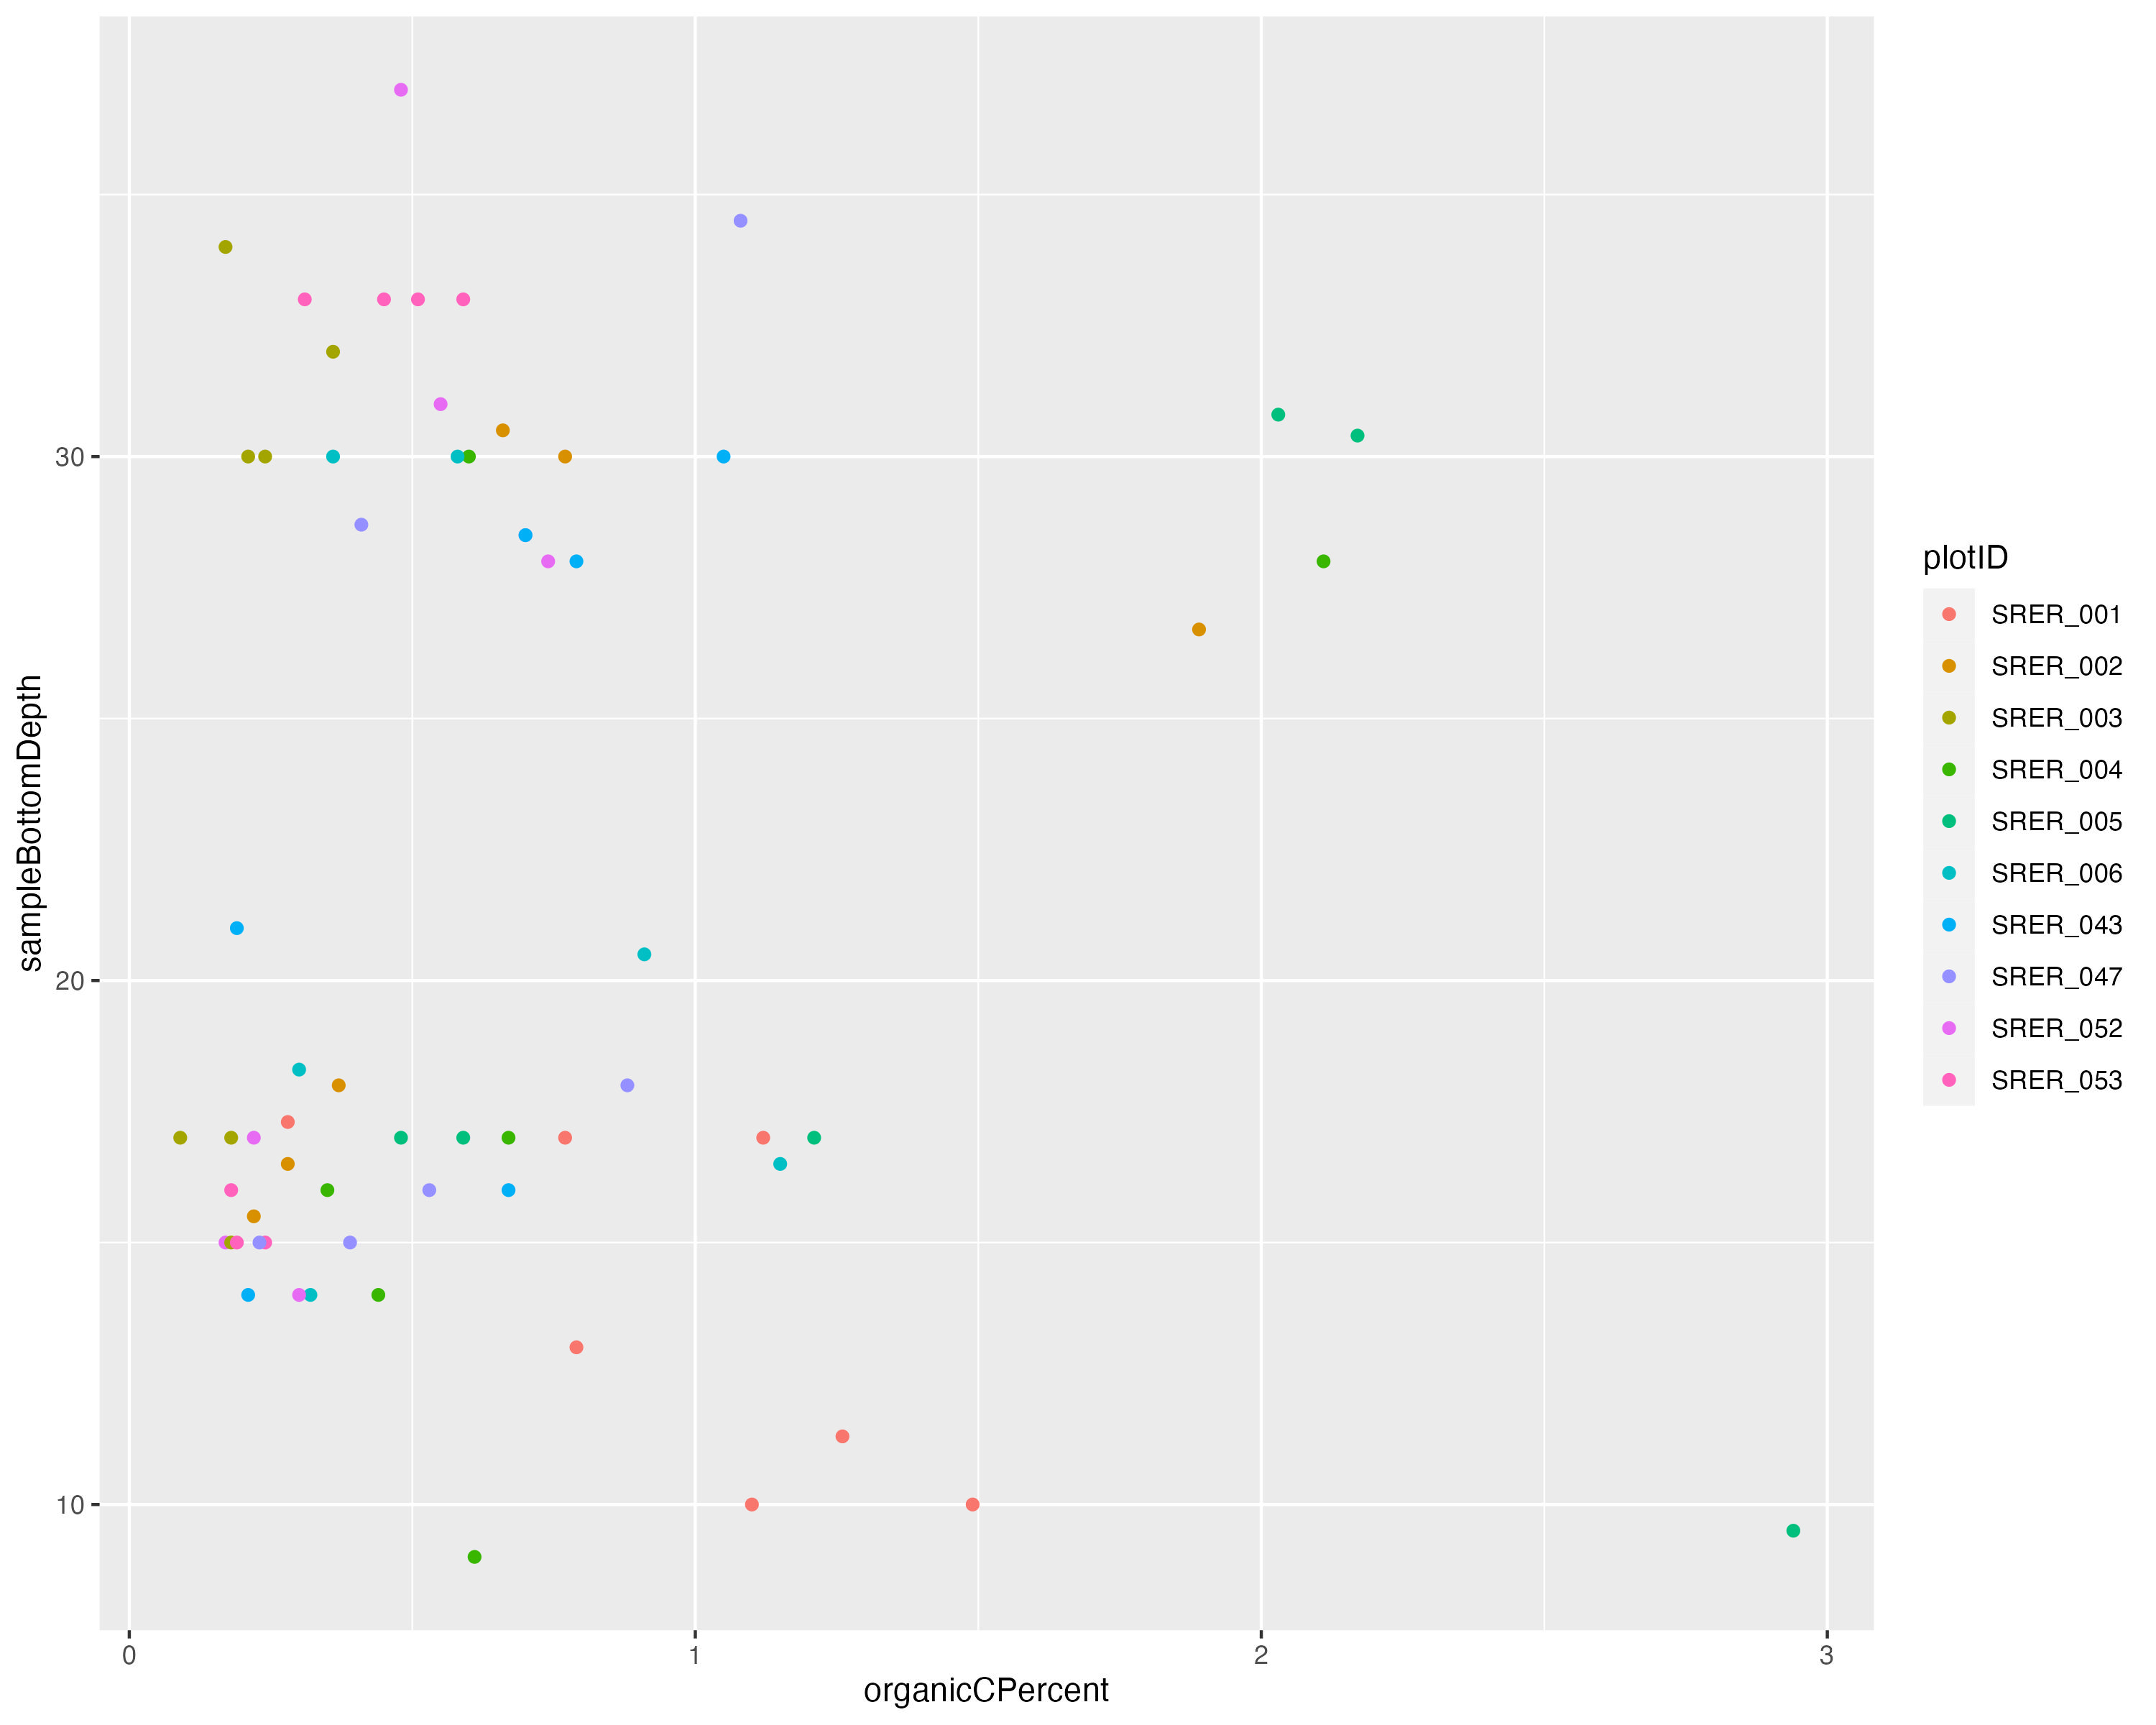 sampleBottomDepth
30
20
10
0
1
2
3
organicCPercent
plotID
SRER_001
SRER_002
SRER_003
SRER_004
SRER_005
SRER_006
SRER_043
SRER_047
SRER_052
SRER_053